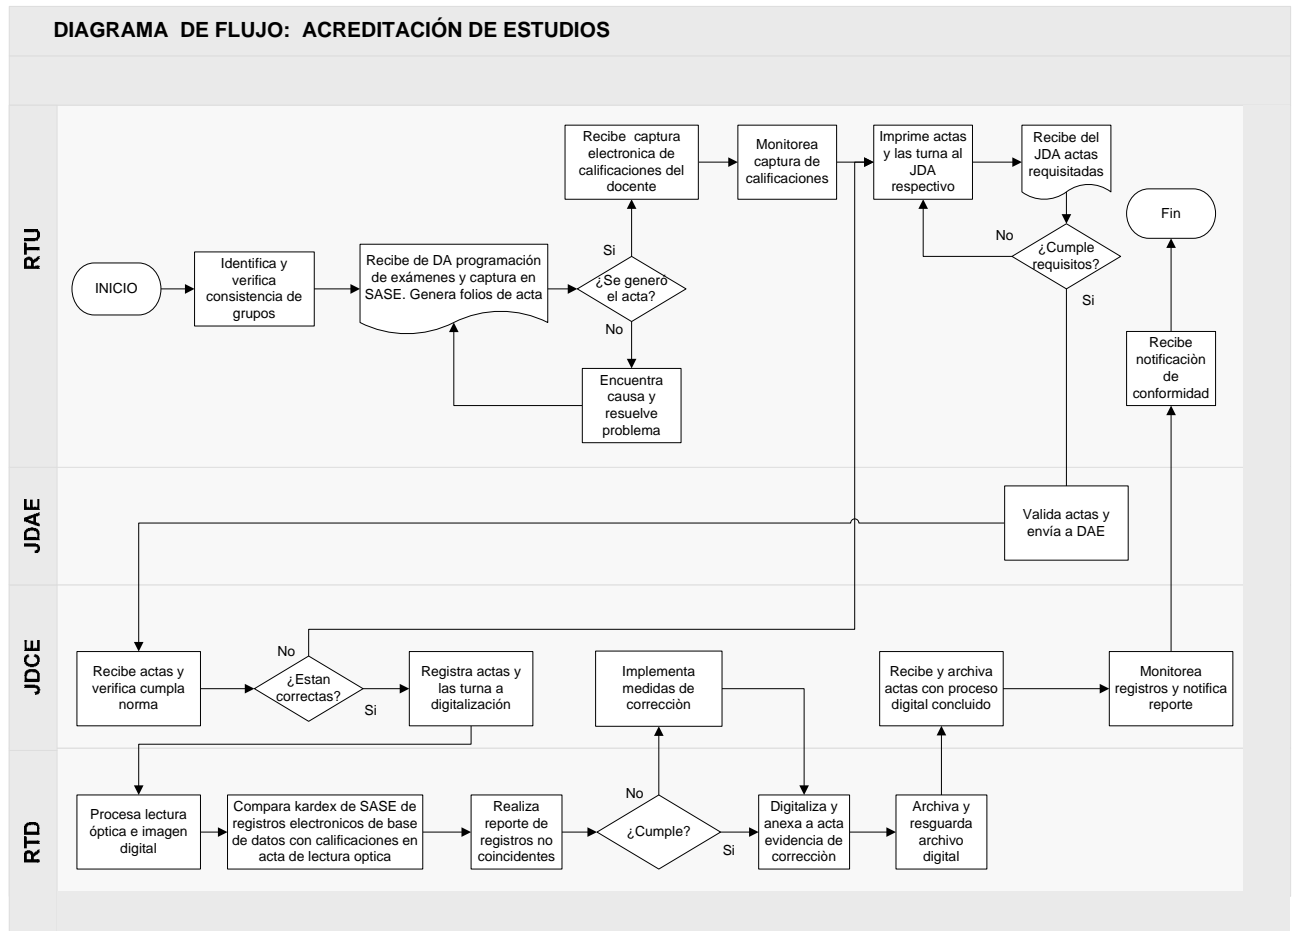 DIAGRAMA DE FLUJO: ACREDITACIÓN DE ESTUDIOS
RTU
INICIO
Identifica y
verifica
consistencia de
grupos
Recibe de DA programación
de exámenes y captura en
SASE. Genera folios de acta
¿Se generó
el acta?
Si
No
Encuentra
causa y
resuelve
problema
Recibe captura
electronica de
calificaciones del
docente
Monitorea
captura de
calificaciones
Imprime actas
y las turna al
JDA
respectivo
Recibe del
JDA actas
requisitadas
¿Cumple
requisitos?
No
Si
Fin
Recibe
notificaciòn
de
conformidad
JDAE
Valida actas y
envía a DAE
JDCE
Recibe actas y
verifica cumpla
norma
No
¿Estan
correctas?
Si
Registra actas y
las turna a
digitalización
Implementa
medidas de
correcciòn
Recibe y archiva
actas con proceso
digital concluido
Monitorea
registros y notifica
reporte
RTD
Procesa lectura
óptica e imagen
digital
Compara kardex de SASE de
registros electronicos de base
de datos con calificaciones en
acta de lectura optica
Realiza
reporte de
registros no
coincidentes
No
¿Cumple?
Si
Digitaliza y
anexa a acta
evidencia de
correcciòn
Archiva y
resguarda
archivo
digital